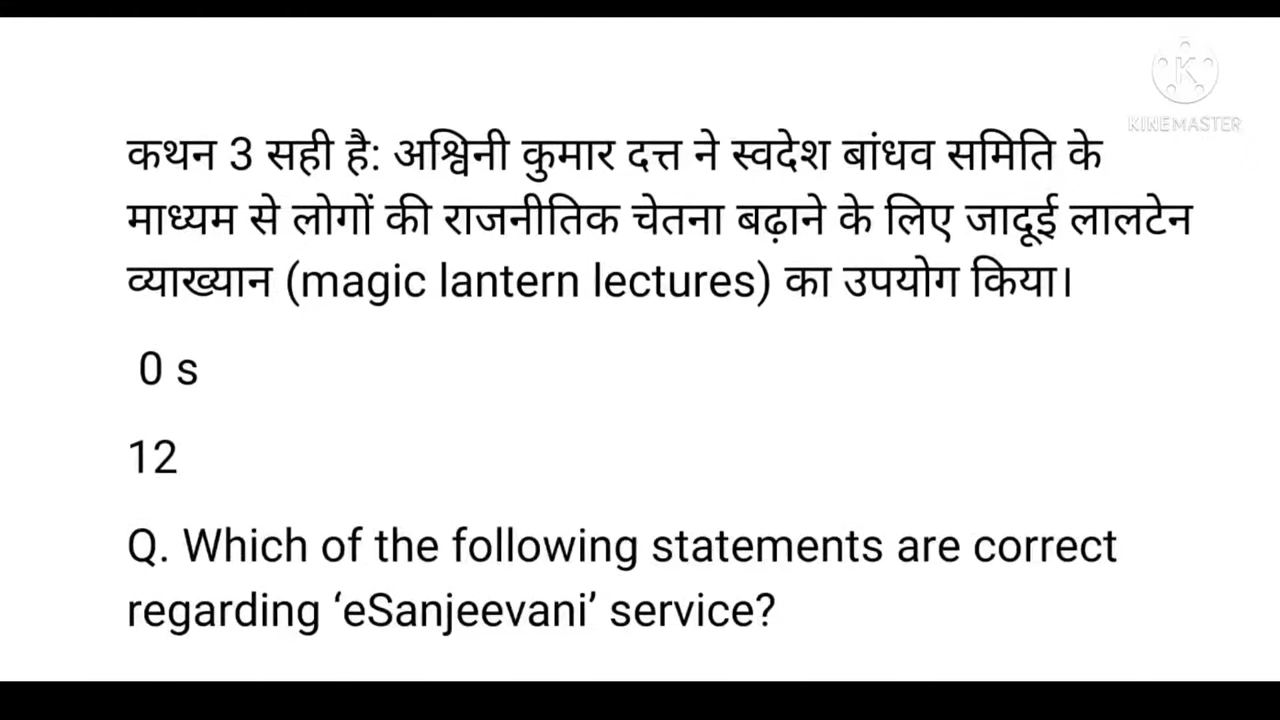 KINEMASTER
कथन 3 सही है: अश्विनी कुमार दत्त ने स्वदेश बांधव समिति के
माध्यम से लोगों की राजनीतिक चेतना बढ़ाने के लिए जादूई लालटेन
व्याख्यान (magic lantern lectures) का उपयोग किया।
0 s
12
Q. Which of the following statements are correct
regarding ‘eSanjeevani’ service?